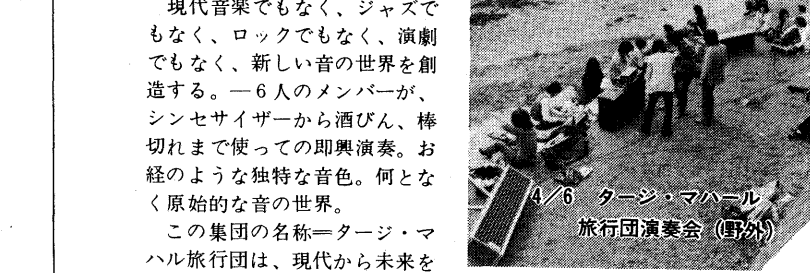 現代音楽でもなく、ジャズで
もなく、ロックでもなく、演劇
でもなく、新しい音の世界を創
造する。―6人のメンバーが、
シンセサイザーから酒びん、棒
切れまで使っての即興演奏。お
経のような独特な音色。何とな
く原始的な音の世界。
この集団の名称＝タージ・マ
ハル旅行団は、現代から未来を
4／6　タージ・マハール
旅行団演奏会（野外）